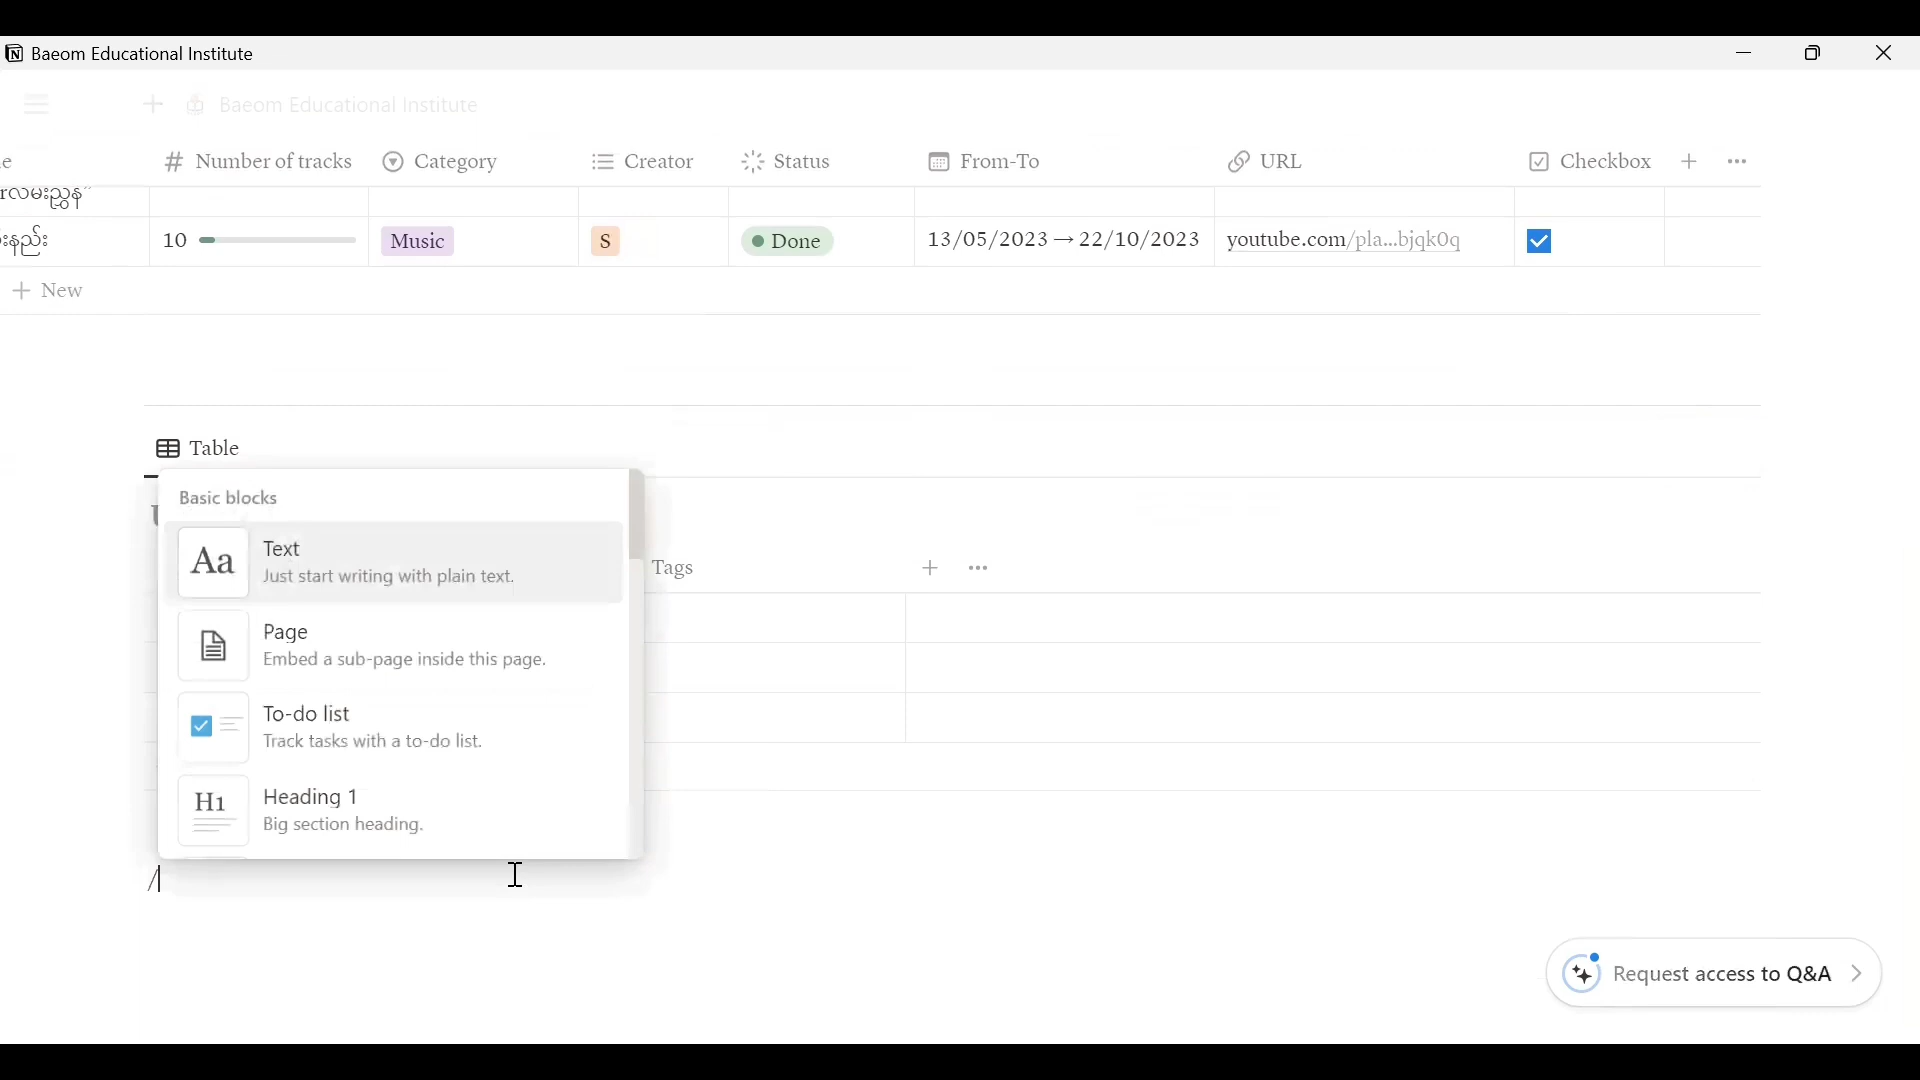 Baeom Educational Institute
Baeom Educational Institute
Number of tracks Category Creator Status From-To URL Checkbox
10 Music S Done 13/05/2023 → 22/10/2023 youtube.com/pla...bjqk0q
New
Table
Basic blocks
Text
Just start writing with plain text.
Tags
Page
Embed a sub-page inside this page.
To-do list
Track tasks with a to-do list.
H1
Heading 1
Big section heading.
Aa
/
Request access to Q&A